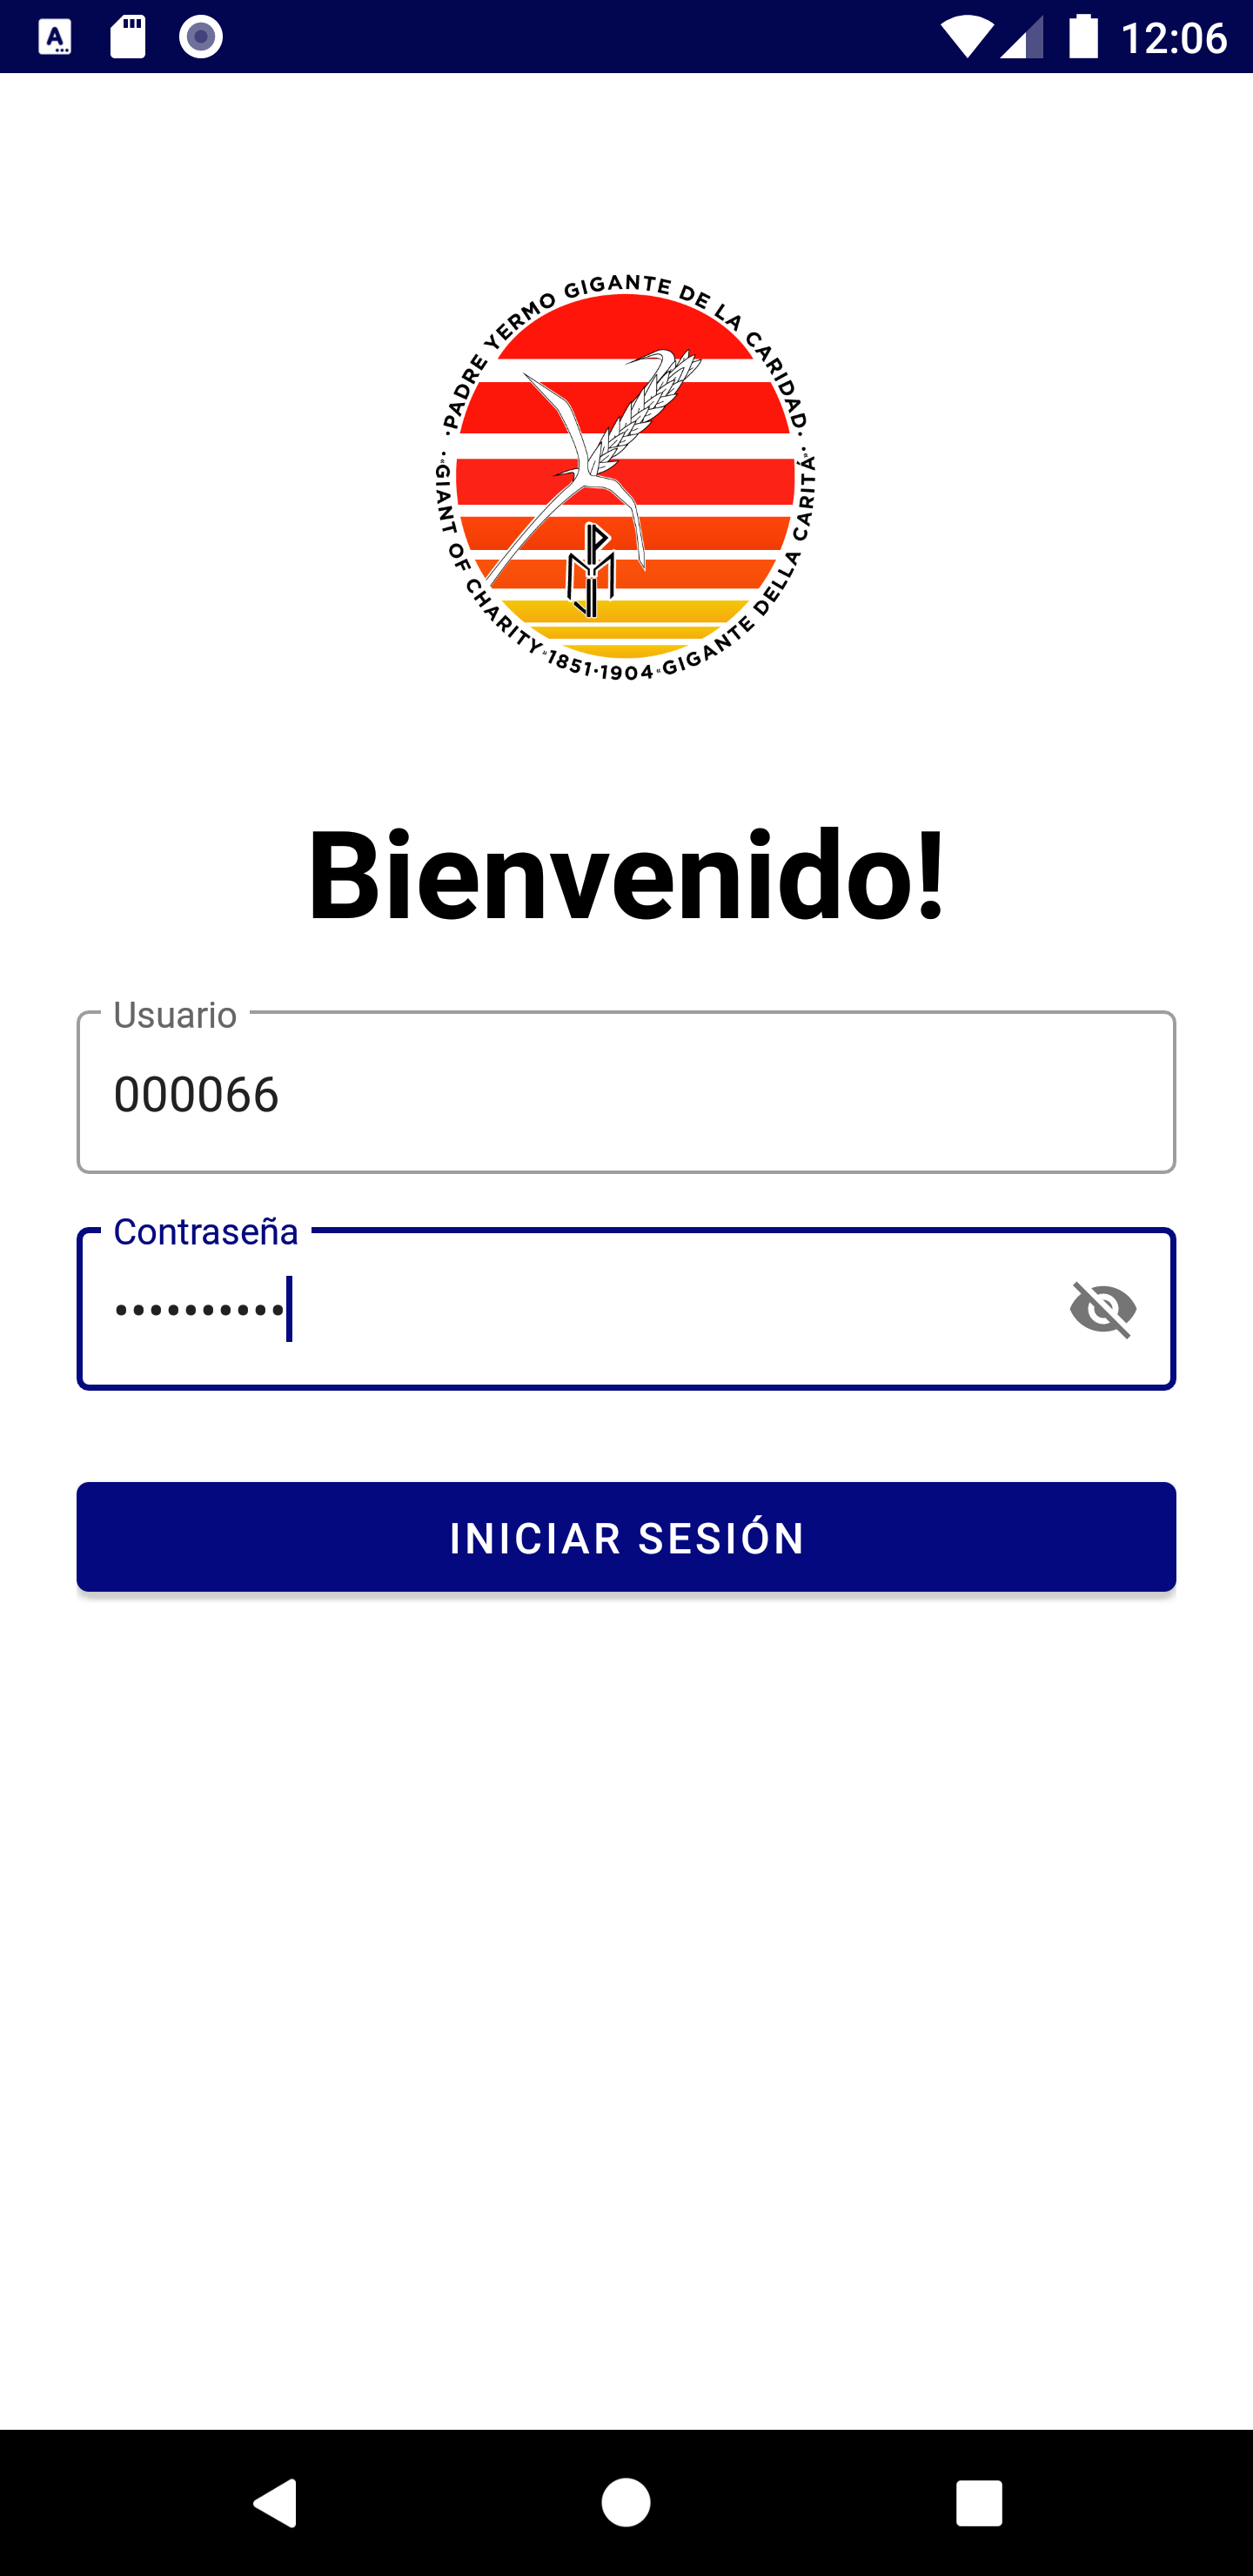 12:06
·PADRE YERMO GIGANTE DE LA CARIDAD·
·"GIANT OF CHARITY"1851·1904"GIGANTE DELLA CARITÁ"·
Bienvenido!
Usuario
000066
Contraseña
••••••••••
INICIAR SESIÓN